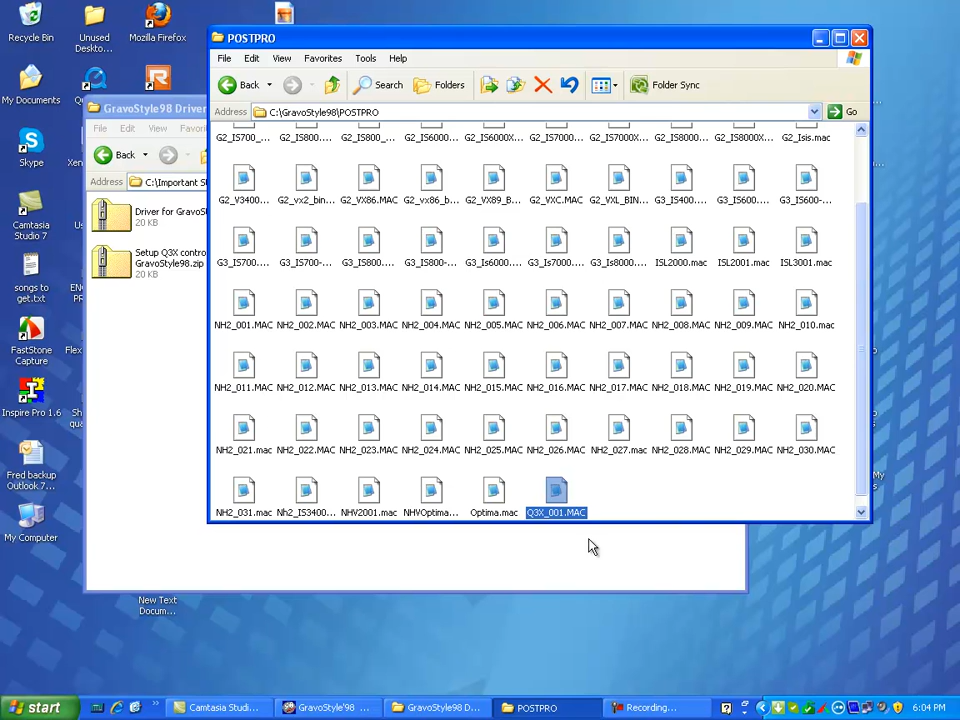 Recycle Bin
Unused
Deskto...
Mozilla Firefox
My Documents
Skype
Camtasia
Studio 7
songs to
get.txt
FastStone
Capture
Inspire Pro 1.6
Fred backup
Outlook 7...
My Computer
New Text
Docum...
GravoStyle98 Driver
File Edit View Favori
Back
Address C:\Important S
Driver for GravoSt
20 KB
Setup Q3X contro
GravoStyle98.zip
20 KB
POSTPRO
File Edit View Favorites Tools Help
Back Search Folders Folder Sync
Address C:\GravoStyle98\POSTPRO Go
G2_IS700_... G2_IS800.... G2_IS800_... G2_IS6000... G2_IS6000X... G2_IS7000... G2_IS7000X... G2_IS8000... G2_IS8000X... G2_Isis.mac
G2_V3400... G2_vx2_bin... G2_VX86.MAC G2_vx86_b... G2_VX89_B... G2_VXC.MAC G2_VXL_BIN... G3_IS400.... G3_IS600.... G3_IS600-...
G3_IS700.... G3_IS700-... G3_IS800.... G3_IS800-... G3_Is6000.... G3_Is7000.... G3_Is8000.... ISL2000.mac ISL2001.mac ISL3001.mac
NH2_001.MAC NH2_002.MAC NH2_003.MAC NH2_004.MAC NH2_005.MAC NH2_006.MAC NH2_007.MAC NH2_008.MAC NH2_009.MAC NH2_010.mac
NH2_011.MAC NH2_012.MAC NH2_013.MAC NH2_014.MAC NH2_015.MAC NH2_016.MAC NH2_017.MAC NH2_018.MAC NH2_019.MAC NH2_020.MAC
NH2_021.mac NH2_022.MAC NH2_023.MAC NH2_024.MAC NH2_025.MAC NH2_026.MAC NH2_027.mac NH2_028.MAC NH2_029.MAC NH2_030.MAC
NH2_031.mac Nh2_IS3400... NHV2001.mac NHVOptima... Optima.mac Q3X_001.MAC
start Camtasia Studi... GravoStyle'98 ... GravoStyle98 D... POSTPRO Recording... 6:04 PM